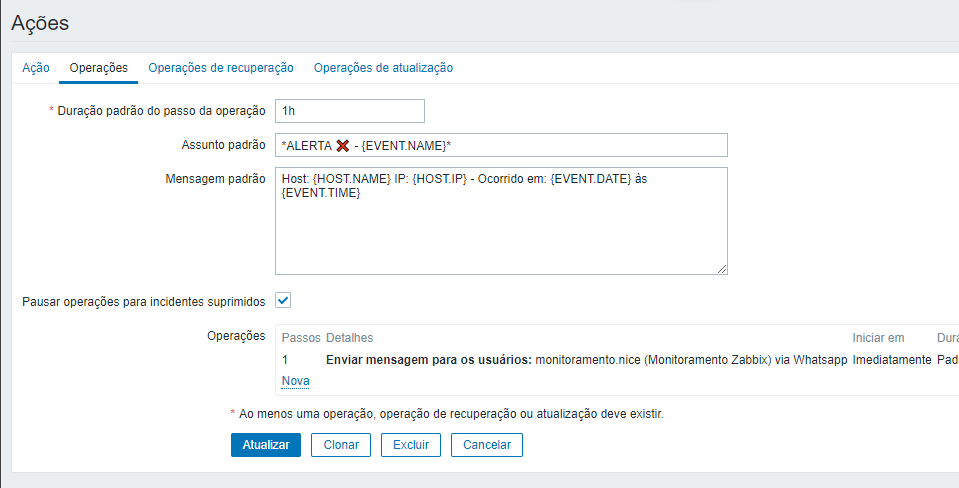 Ações
Ação Operações Operações de recuperação Operações de atualização
* Duração padrão do passo da operação 1h
Assunto padrão *ALERTA ❌ - {EVENT.NAME}*
Mensagem padrão Host: {HOST.NAME} IP: {HOST.IP} - Ocorrido em: {EVENT.DATE} às
{EVENT.TIME}
Pausar operações para incidentes suprimidos
Operações Passos Detalhes Iniciar em Dura
1 Enviar mensagem para os usuários: monitoramento.nice (Monitoramento Zabbix) via Whatsapp Imediatamente Pad
Nova
* Ao menos uma operação, operação de recuperação ou atualização deve existir.
Atualizar Clonar Excluir Cancelar